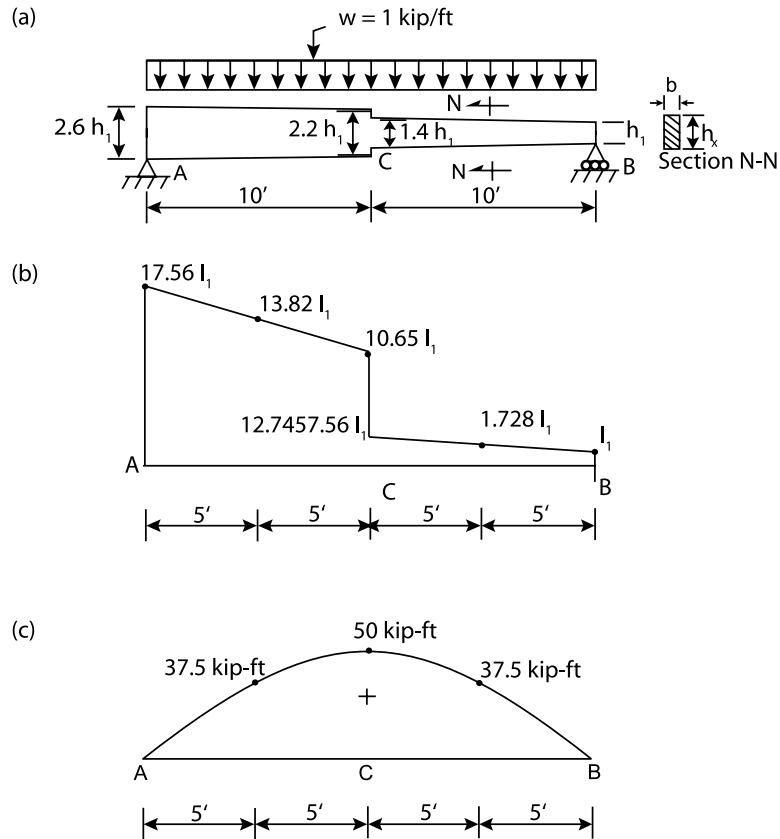 (a)
w = 1 kip/ft
N
b
2.6 h₁
2.2 h₁
1.4 h₁
h₁
hₓ
A
C
N
B
Section N-N
10'
10'
(b)
17.56 I₁
13.82 I₁
10.65 I₁
12.7457.56 I₁
1.728 I₁
I₁
A
C
B
5'
5'
5'
5'
(c)
50 kip-ft
37.5 kip-ft
37.5 kip-ft
+
A
C
B
5'
5'
5'
5'